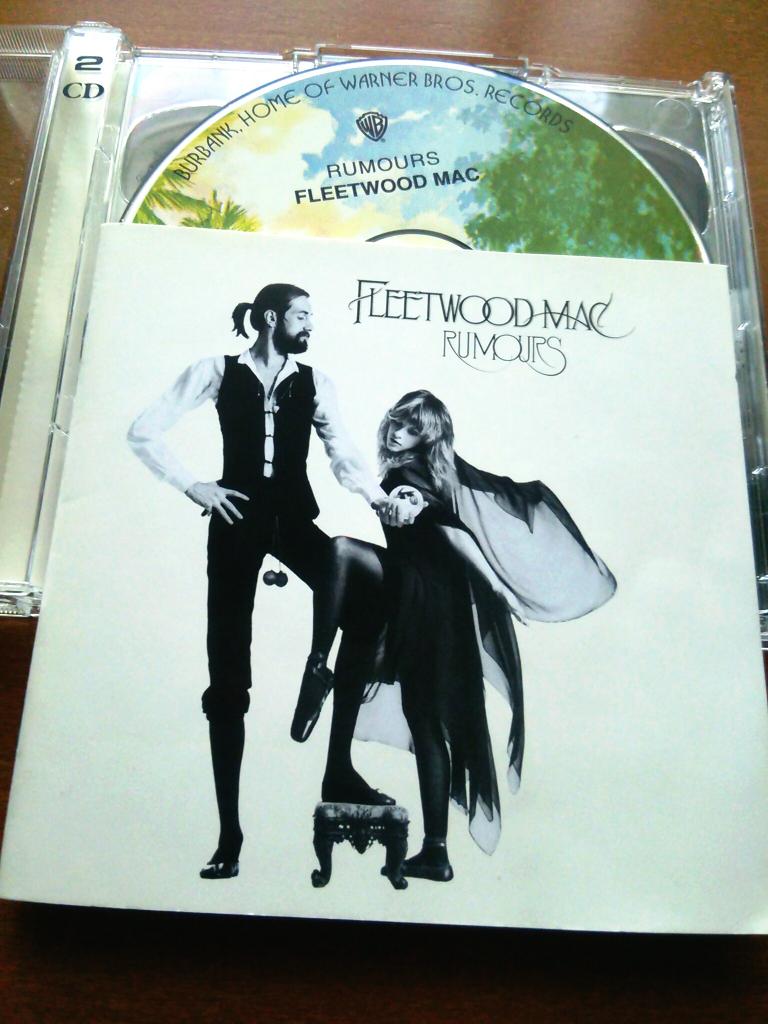 2
CD
BURBANK, HOME OF WARNER BROS. RECORDS
WB
RUMOURS
FLEETWOOD MAC
FLEETWOOD MAC
RUMOURS